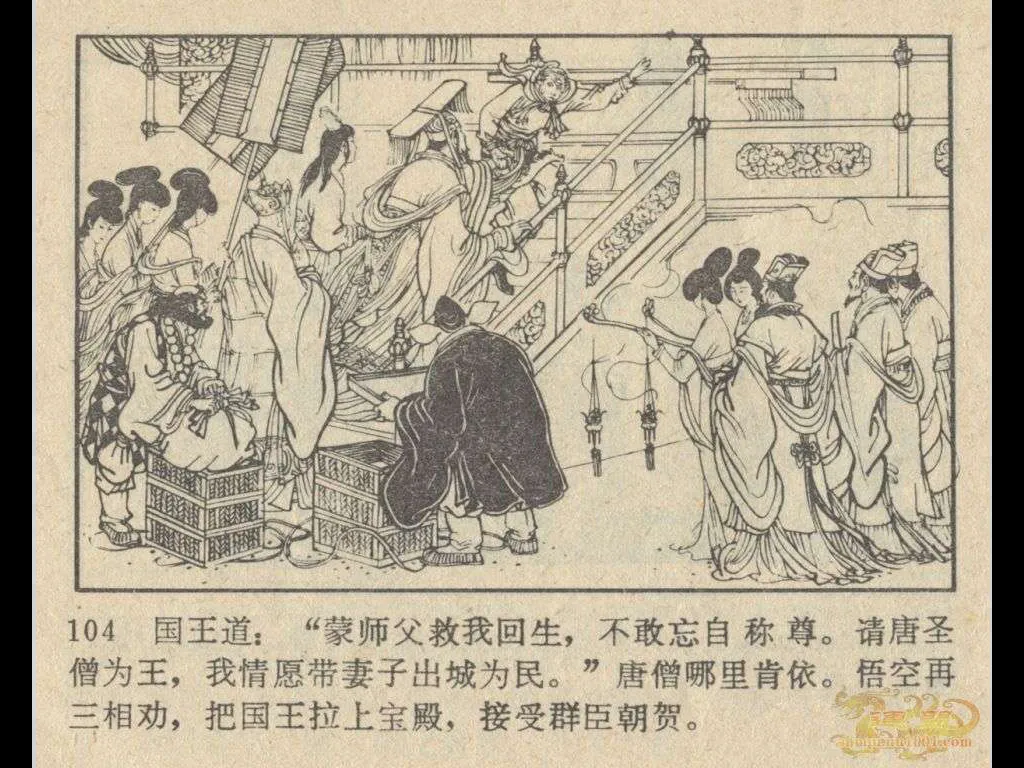 104 国王道：“蒙师父救我回生，不敢忘自称尊。请唐圣
僧为王，我情愿带妻子出城为民。”唐僧哪里肯依。悟空再
三相劝，把国王拉上宝殿，接受群臣朝贺。